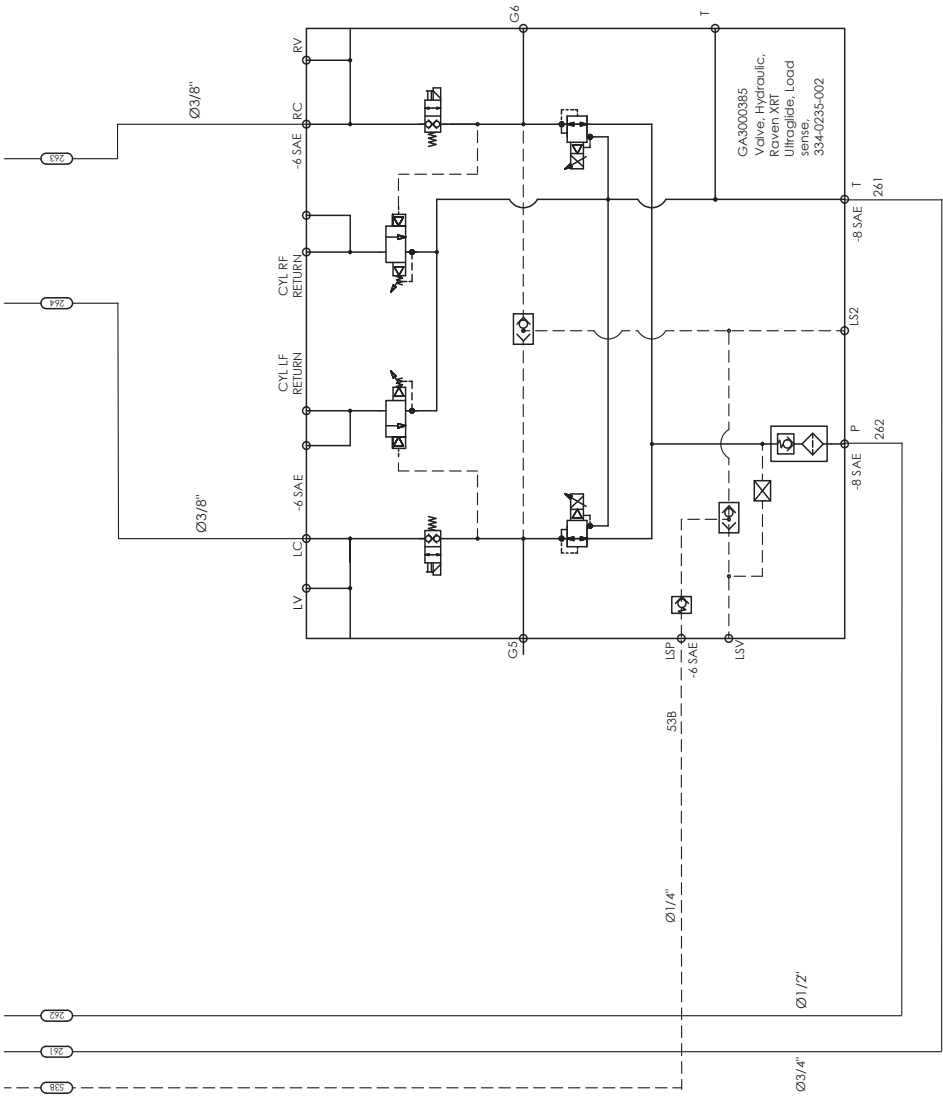 263
Ø3/8"
RV
RC
-6 SAE
G6
T
264
CYL RF
RETURN
CYL LF
RETURN
Ø3/8"
-6 SAE
LC
LV
G5
GA3000385
Valve, Hydraulic,
Raven XRT
Ultraglide, Load
sense,
334-0235-002
T
-8 SAE
261
LS2
P
-8 SAE
262
LSP
-6 SAE
LSV
53B
Ø1/4"
Ø1/2"
Ø3/4"
262
261
53B